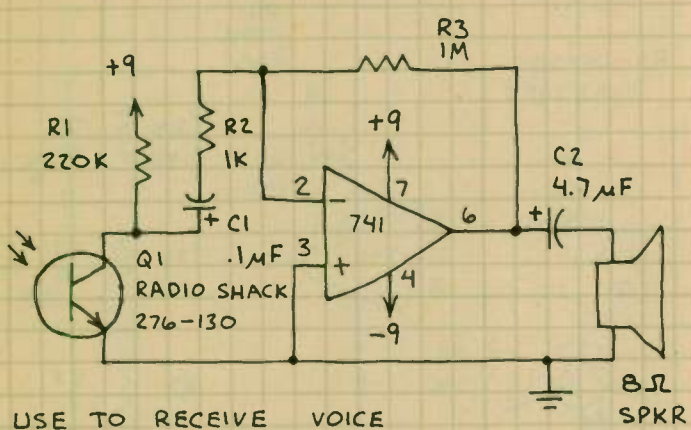 R3
1M
+9
R1
220K
R2
1K
+9
2
-
7
741
6
C2
4.7µF
+
+ C1
.1µF
3
+
4
-9
Q1
RADIO SHACK
276-130
8Ω
SPKR
USE TO RECEIVE VOICE